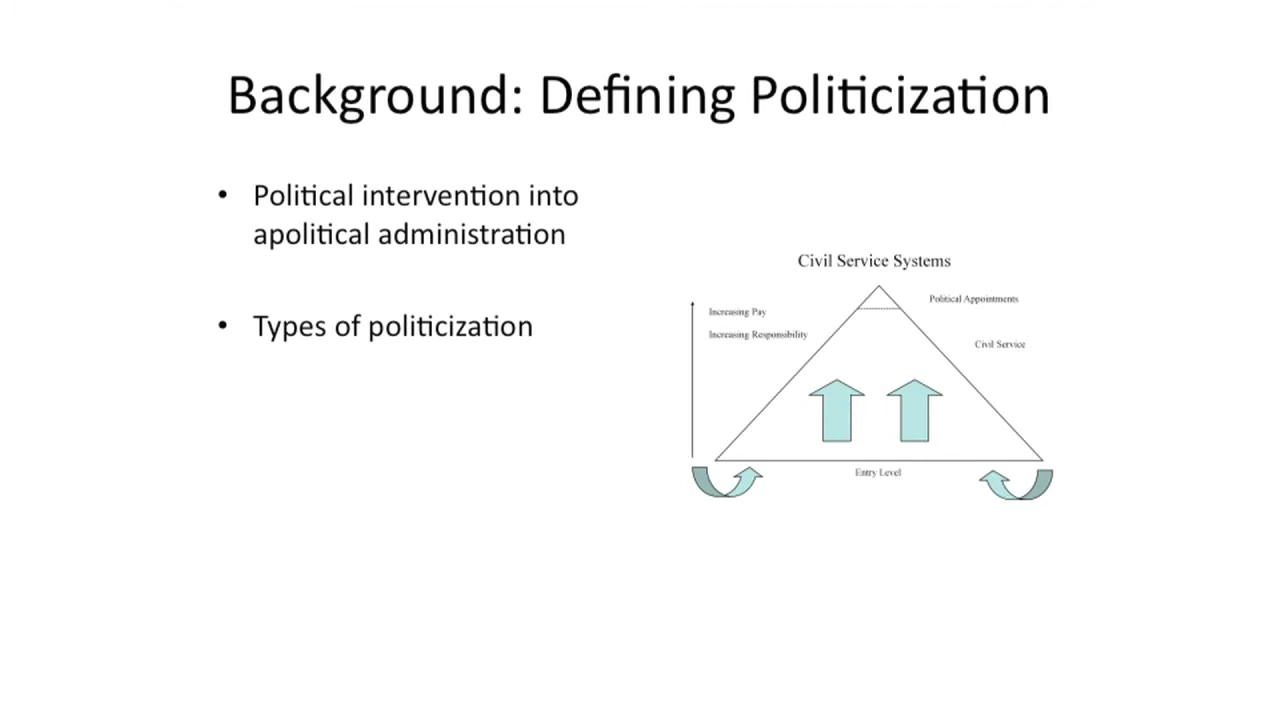 Background: Defining Politicization
• Political intervention into
apolitical administration
• Types of politicization
Civil Service Systems
Political Appointments
Increasing Pay
Increasing Responsibility
Civil Service
Entry Level